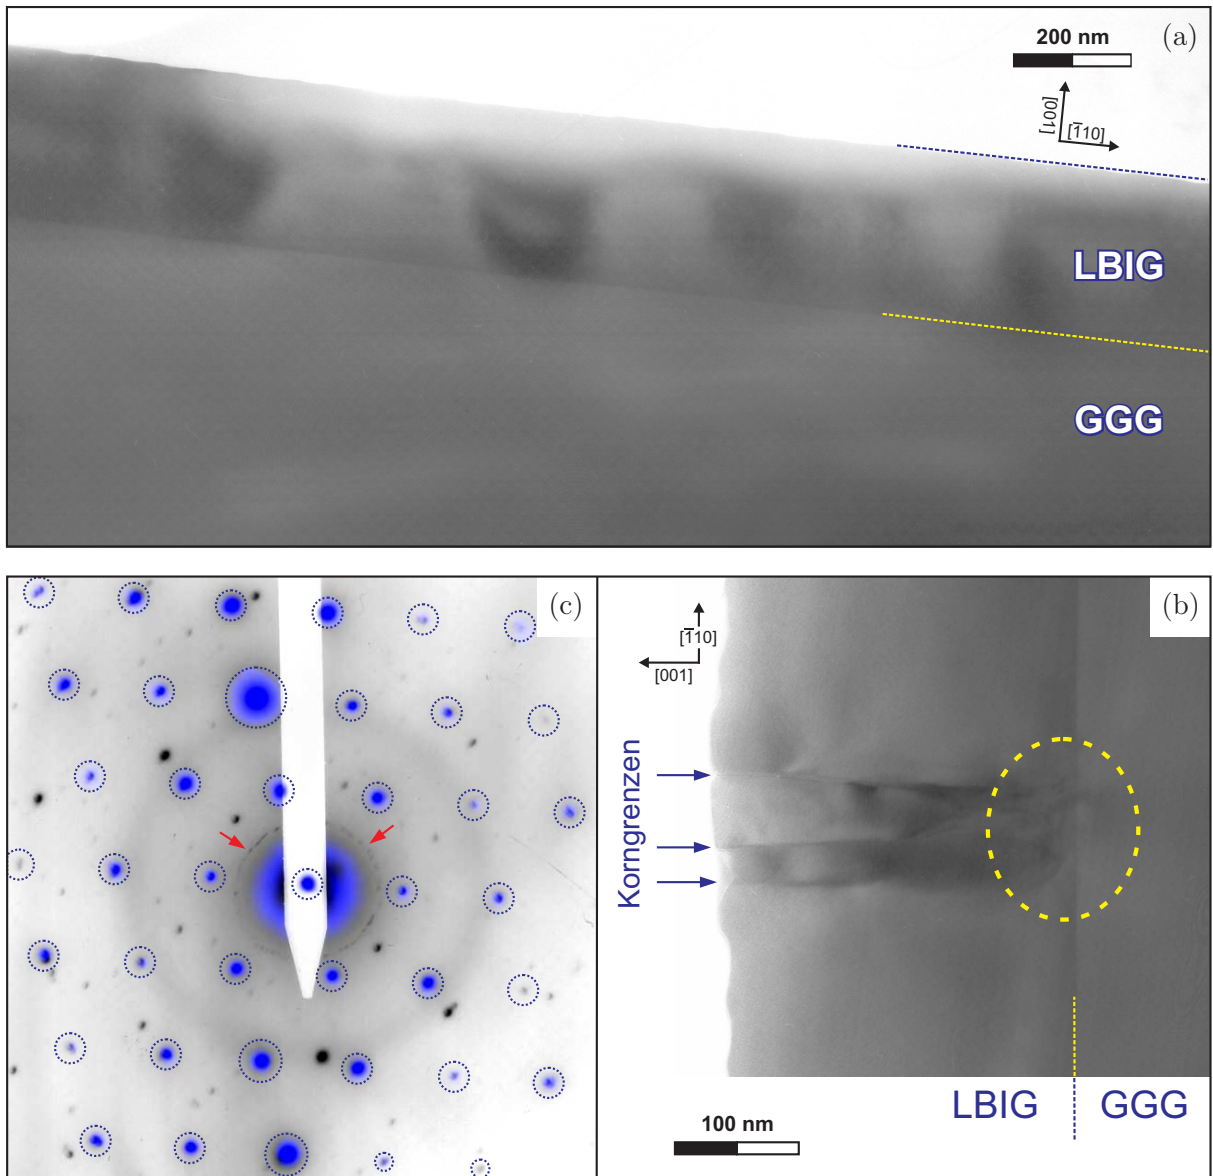 200 nm
(a)
[001]
[1̅10]
LBIG
GGG
(c)
(b)
[1̅10]
[001]
Korngrenzen
LBIG
GGG
100 nm